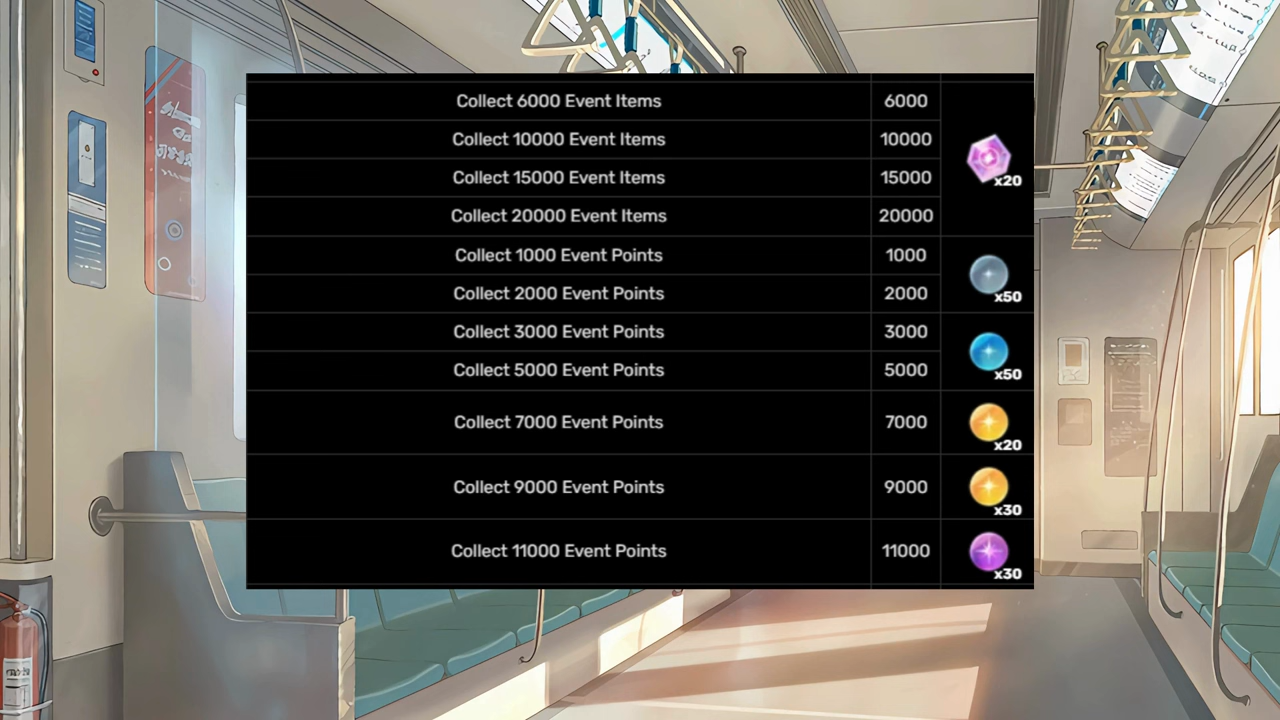 Collect 6000 Event Items 6000
Collect 10000 Event Items 10000
Collect 15000 Event Items 15000
x20
Collect 20000 Event Items 20000
Collect 1000 Event Points 1000
Collect 2000 Event Points 2000
x50
Collect 3000 Event Points 3000
Collect 5000 Event Points 5000
x50
Collect 7000 Event Points 7000
x20
Collect 9000 Event Points 9000
x30
Collect 11000 Event Points 11000
x30